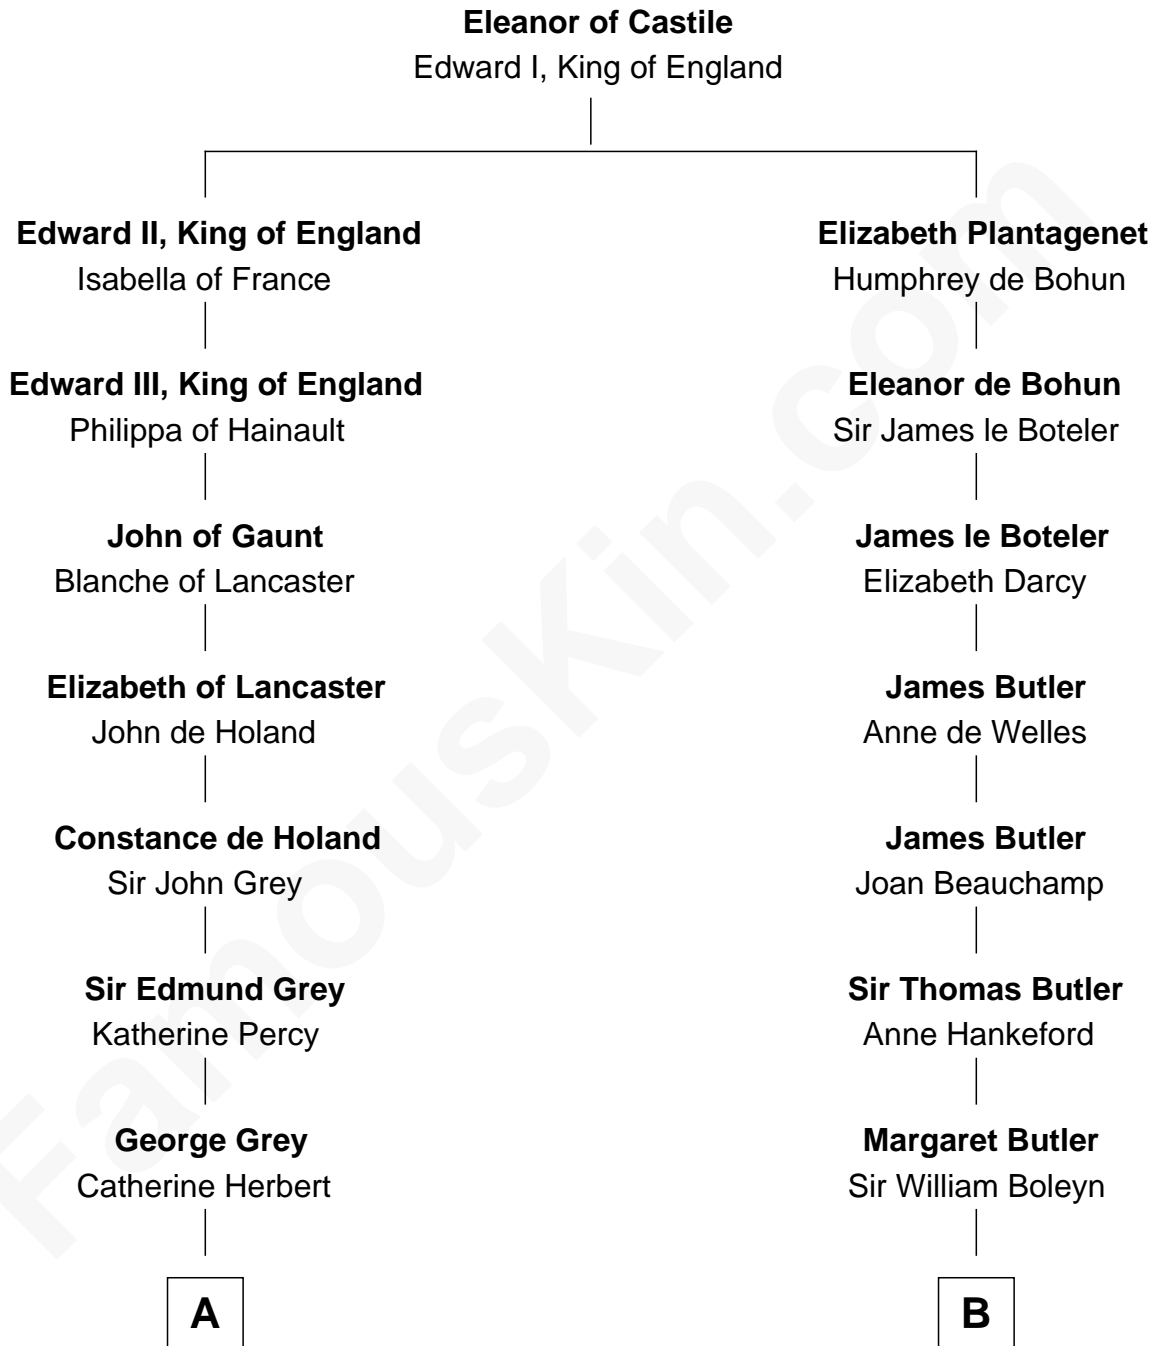 Eleanor of Castile
Edward I, King of England
Edward II, King of England
Isabella of France
Elizabeth Plantagenet
Humphrey de Bohun
Edward III, King of England
Philippa of Hainault
Eleanor de Bohun
Sir James le Boteler
John of Gaunt
Blanche of Lancaster
James le Boteler
Elizabeth Darcy
Elizabeth of Lancaster
John de Holand
James Butler
Anne de Welles
Constance de Holand
Sir John Grey
James Butler
Joan Beauchamp
Sir Edmund Grey
Katherine Percy
Sir Thomas Butler
Anne Hankeford
George Grey
Catherine Herbert
Margaret Butler
Sir William Boleyn
A
B
FamousKin.com